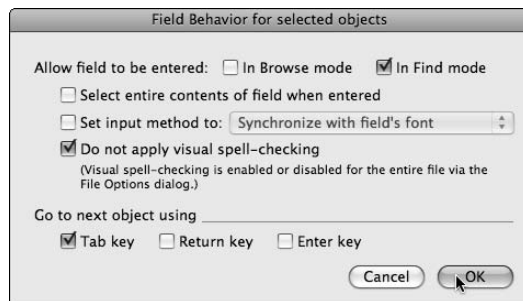 Field Behavior for selected objects
Allow field to be entered: In Browse mode In Find mode
Select entire contents of field when entered
Set input method to: Synchronize with field's font
Do not apply visual spell-checking
(Visual spell-checking is enabled or disabled for the entire file via the
File Options dialog.)
Go to next object using
Tab key Return key Enter key
Cancel OK